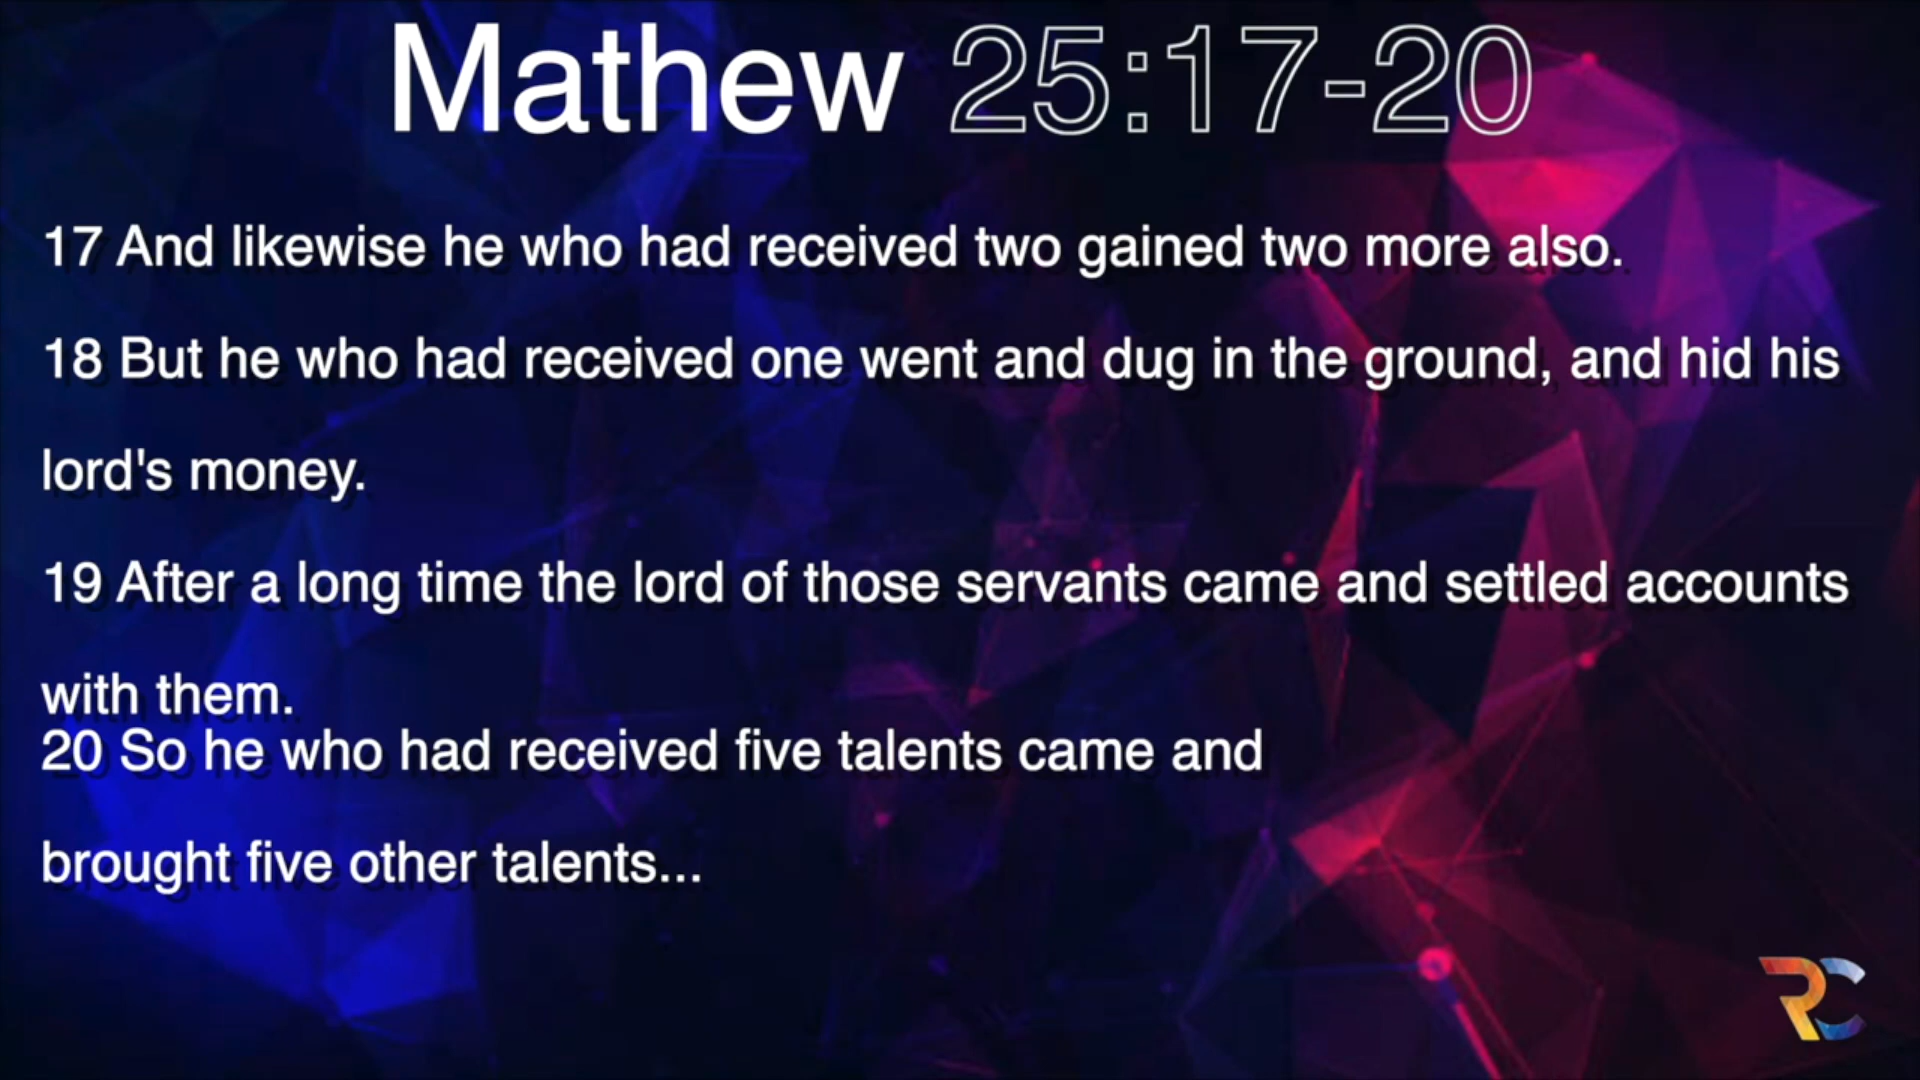 Mathew 25:17-20
17 And likewise he who had received two gained two more also.
18 But he who had received one went and dug in the ground, and hid his
lord's money.
19 After a long time the lord of those servants came and settled accounts
with them.
20 So he who had received five talents came and
brought five other talents...
RC